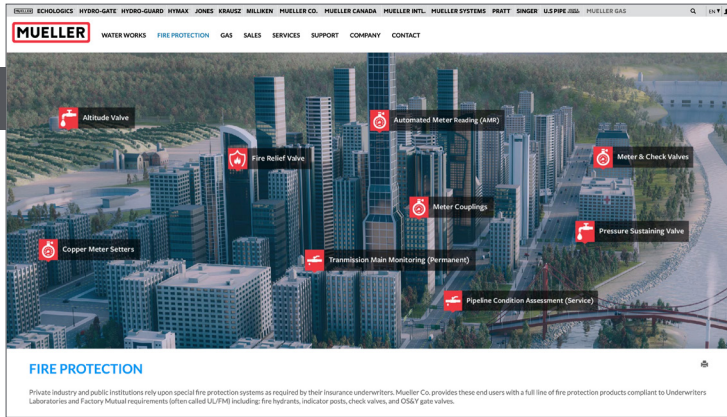 MUELLER ECHOLOGICS HYDRO-GATE HYDRO-GUARD HYMAX JONES KRAUSZ MILLIKEN MUELLER CO. MUELLER CANADA MUELLER INTL. MUELLER SYSTEMS PRATT SINGER U.S PIPE MUELLER GAS EN
MUELLER WATER WORKS FIRE PROTECTION GAS SALES SERVICES SUPPORT COMPANY CONTACT
Altitude Valve
Automated Meter Reading (AMR)
Fire Relief Valve
Meter & Check Valves
Meter Couplings
Pressure Sustaining Valve
Copper Meter Setters
Tranmission Main Monitoring (Permanent)
Pipeline Condition Assessment (Service)
FIRE PROTECTION
Private industry and public institutions rely upon special fire protection systems as required by their insurance underwriters. Mueller Co. provides these end users with a full line of fire protection products compliant to Underwriters
Laboratories and Factory Mutual requirements (often called UL/FM) including: fire hydrants, indicator posts, check valves, and OS&Y gate valves.